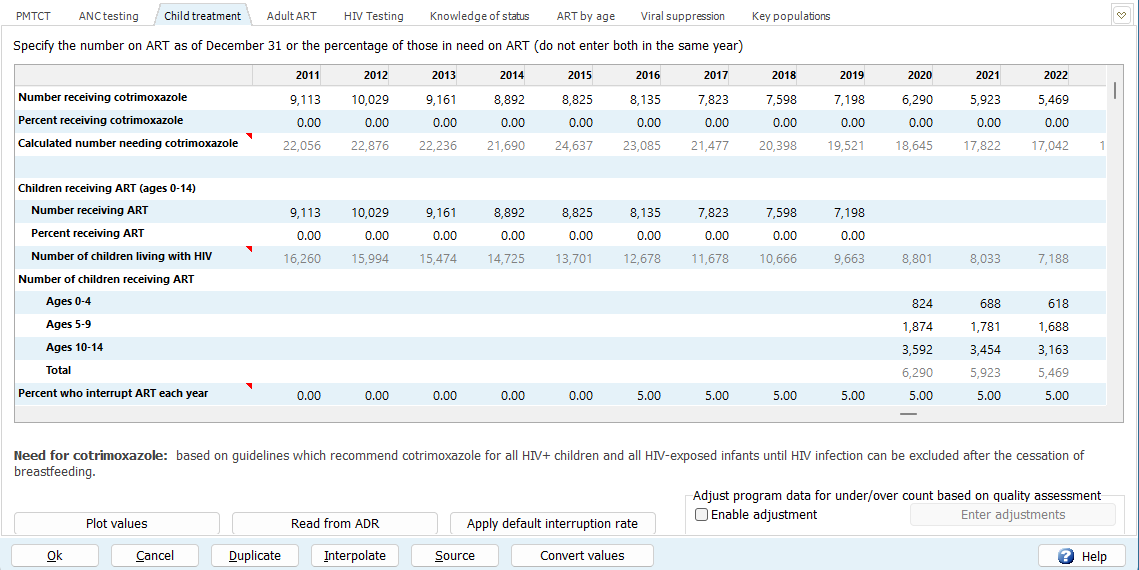 PMTCT ANC testing Child treatment Adult ART HIV Testing Knowledge of status ART by age Viral suppression Key populations
Specify the number on ART as of December 31 or the percentage of those in need on ART (do not enter both in the same year)
2011 2012 2013 2014 2015 2016 2017 2018 2019 2020 2021 2022
Number receiving cotrimoxazole 9,113 10,029 9,161 8,892 8,825 8,135 7,823 7,598 7,198 6,290 5,923 5,469
Percent receiving cotrimoxazole 0.00 0.00 0.00 0.00 0.00 0.00 0.00 0.00 0.00 0.00 0.00 0.00
Calculated number needing cotrimoxazole 22,056 22,876 22,236 21,690 24,637 23,085 21,477 20,398 19,521 18,645 17,822 17,042 1
Children receiving ART (ages 0-14)
Number receiving ART 9,113 10,029 9,161 8,892 8,825 8,135 7,823 7,598 7,198
Percent receiving ART 0.00 0.00 0.00 0.00 0.00 0.00 0.00 0.00 0.00
Number of children living with HIV 16,260 15,994 15,474 14,725 13,701 12,678 11,678 10,666 9,663 8,801 8,033 7,188
Number of children receiving ART
Ages 0-4 824 688 618
Ages 5-9 1,874 1,781 1,688
Ages 10-14 3,592 3,454 3,163
Total 6,290 5,923 5,469
Percent who interrupt ART each year 0.00 0.00 0.00 0.00 0.00 5.00 5.00 5.00 5.00 5.00 5.00 5.00
Need for cotrimoxazole: based on guidelines which recommend cotrimoxazole for all HIV+ children and all HIV-exposed infants until HIV infection can be excluded after the cessation of
breastfeeding.
Adjust program data for under/over count based on quality assessment
Enable adjustment Enter adjustments
Plot values Read from ADR Apply default interruption rate
Ok Cancel Duplicate Interpolate Source Convert values Help